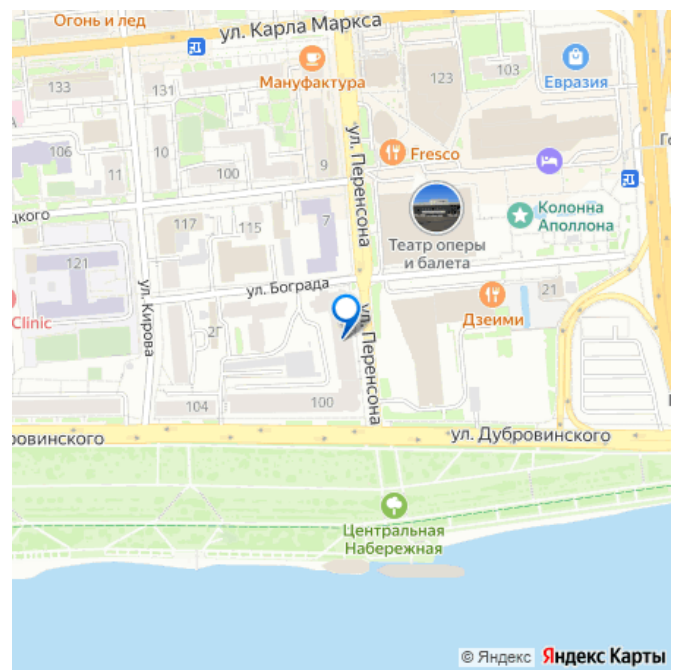 Огонь и лед
ул. Карла Маркса
Мануфактура
133
131
123
103
Евразия
106
10
11
100
9
ул. Перенсона
Fresco
цкого
117
115
7
Театр оперы
и балета
Колонна
Аполлона
121
ул. Кирова
ул. Бограда
Clinic
2Г
21
Дзеими
ул. Перенсона
104
100
ровинского
ул. Дубровинского
Центральная
Набережная
© Яндекс Яндекс Карты